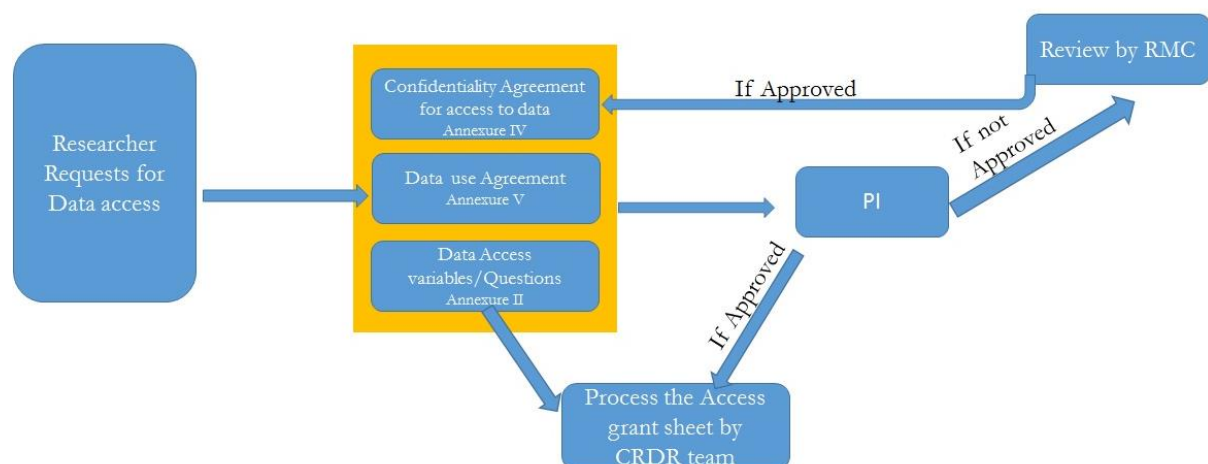 Researcher
Requests for
Data access
Confidentiality Agreement
for access to data
Annexure IV
Data use Agreement
Annexure V
Data Access
variables/Questions
Annexure II
PI
Review by RMC
If Approved
If not
Approved
If Approved
Process the Access
grant sheet by
CRDR team